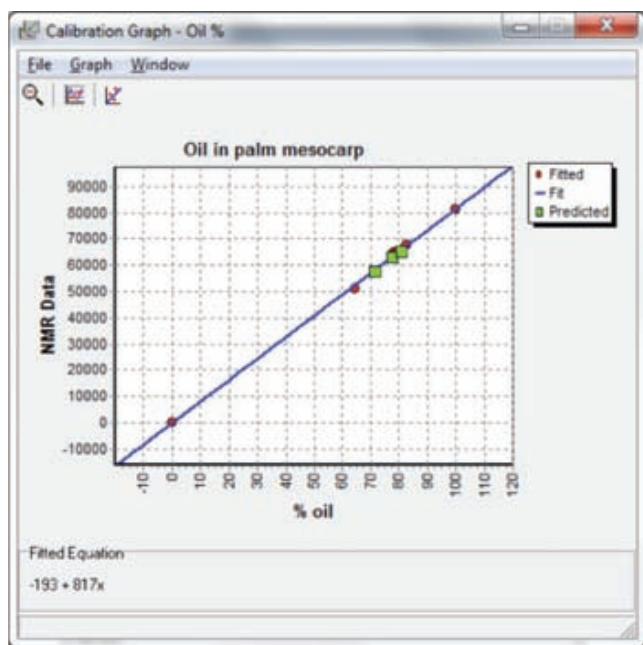 Calibration Graph - Oil %
File Graph Window
Oil in palm mesocarp
Fitted
Fit
Predicted
NMR Data
90000
80000
70000
60000
50000
40000
30000
20000
10000
0
-10000
-10 0 10 20 30 40 50 60 70 80 90 100 110 120
% oil
Fitted Equation
-193 + 817x